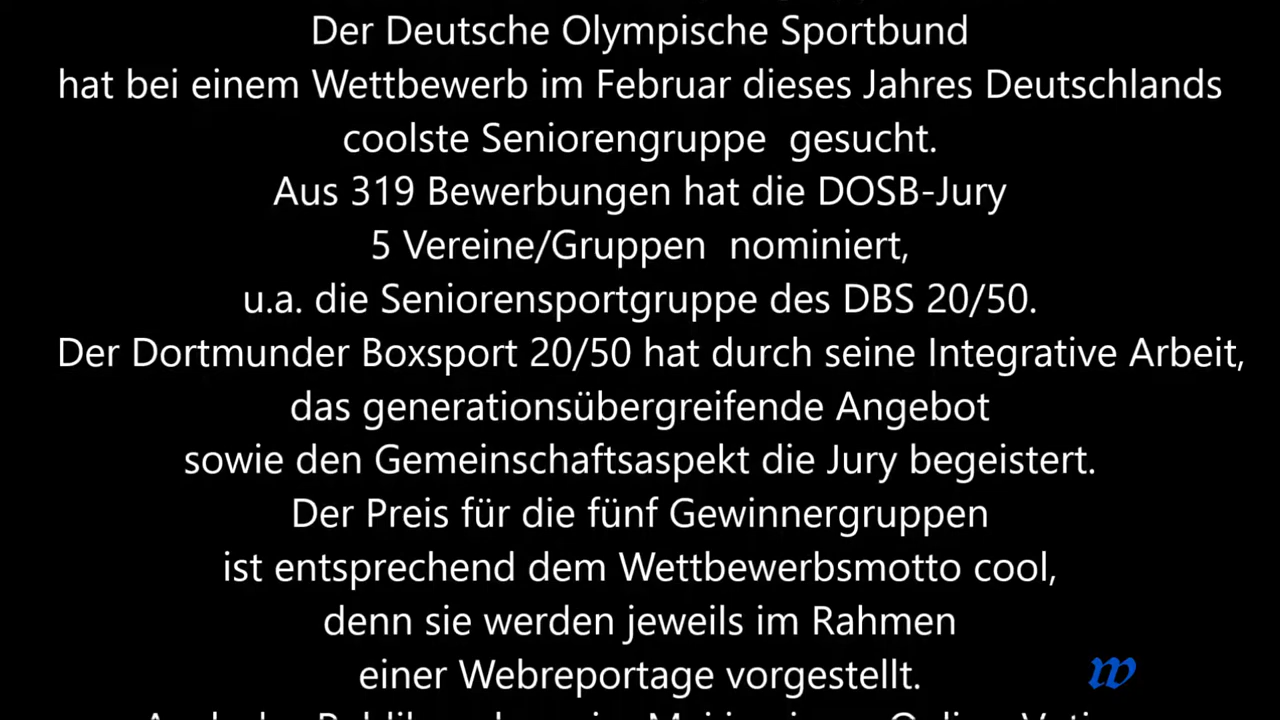 Der Deutsche Olympische Sportbund
hat bei einem Wettbewerb im Februar dieses Jahres Deutschlands
coolste Seniorengruppe  gesucht.
Aus 319 Bewerbungen hat die DOSB-Jury
5 Vereine/Gruppen  nominiert,
u.a. die Seniorensportgruppe des DBS 20/50.
Der Dortmunder Boxsport 20/50 hat durch seine Integrative Arbeit,
das generationsübergreifende Angebot
sowie den Gemeinschaftsaspekt die Jury begeistert.
Der Preis für die fünf Gewinnergruppen
ist entsprechend dem Wettbewerbsmotto cool,
denn sie werden jeweils im Rahmen
einer Webreportage vorgestellt.
w